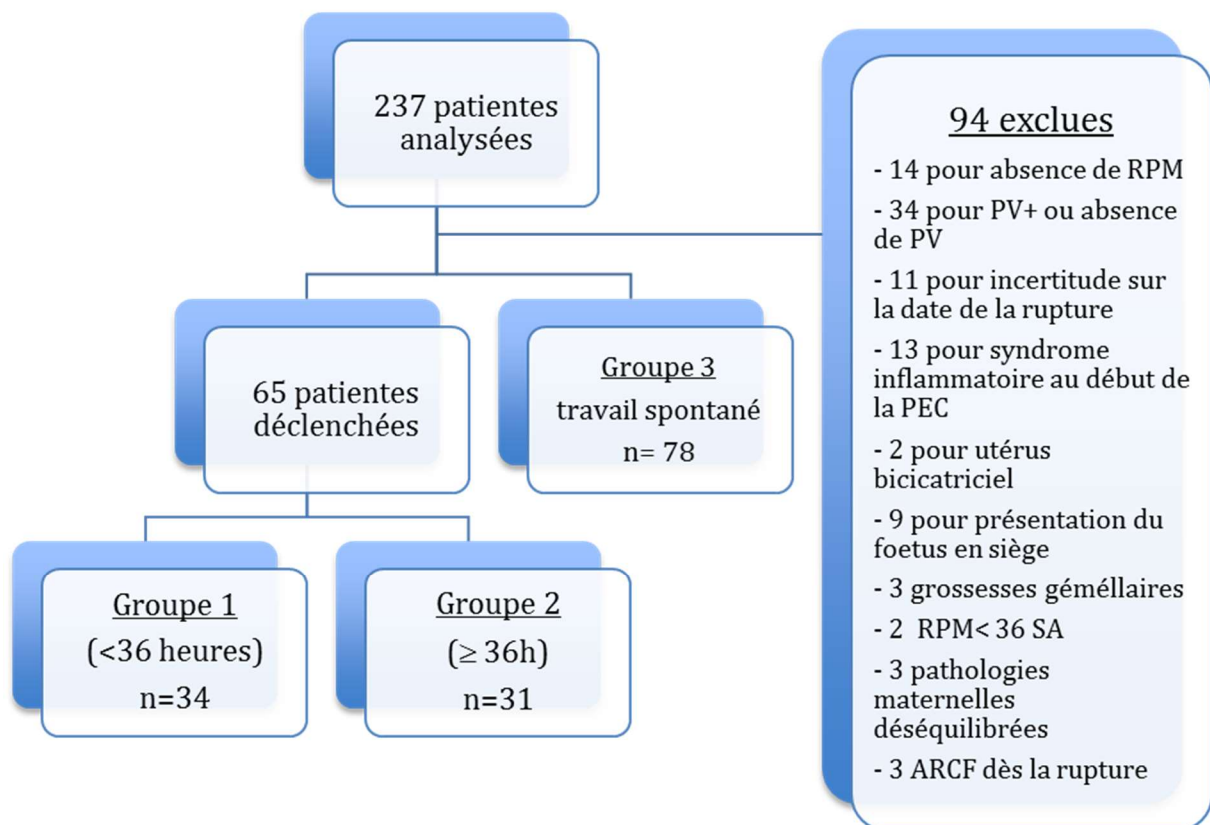 237 patientes
analysées
94 exclues
- 14 pour absence de RPM
- 34 pour PV+ ou absence
de PV
- 11 pour incertitude sur
la date de la rupture
- 13 pour syndrome
inflammatoire au début de
la PEC
- 2 pour utérus
bicicatriciel
- 9 pour présentation du
foetus en siège
- 3 grossesses géméllaires
- 2 RPM< 36 SA
- 3 pathologies
maternelles
déséquilibrées
- 3 ARCF dès la rupture
65 patientes
déclenchées
Groupe 3
travail spontané
n= 78
Groupe 1
(<36 heures)
n=34
Groupe 2
(≥ 36h)
n=31